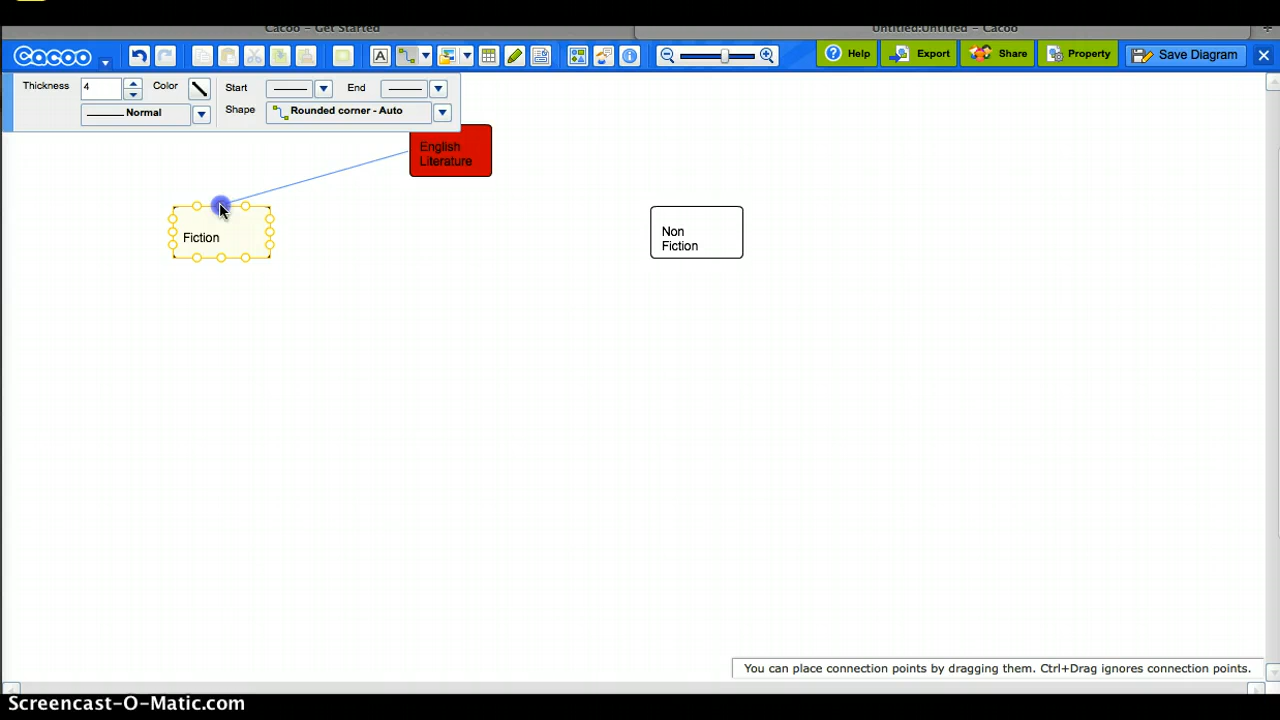 Cacoo - Get Started
Untitled:Untitled - Cacoo
Cacoo
A
Help
Export
Share
Property
Save Diagram
Thickness
4
Color
Start
End
Normal
Shape
Rounded corner - Auto
English
Literature
Fiction
Non
Fiction
You can place connection points by dragging them. Ctrl+Drag ignores connection points.
Screencast-O-Matic.com